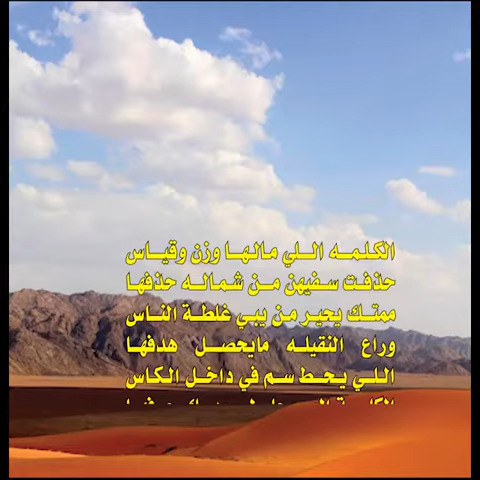 الكلمه اللي مالها وزن وقياس
حذفت سفيهن من شماله حذفها
ممتك يحير من يبي غلطة الناس
وراع النقيله مايحصل هدفها
اللي يحط سم في داخل الكاس